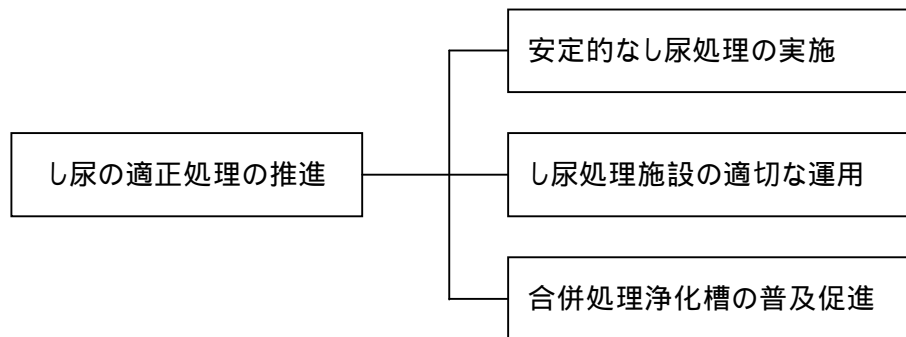 安定的なし尿処理の実施
し尿の適正処理の推進
し尿処理施設の適切な運用
合併処理浄化槽の普及促進